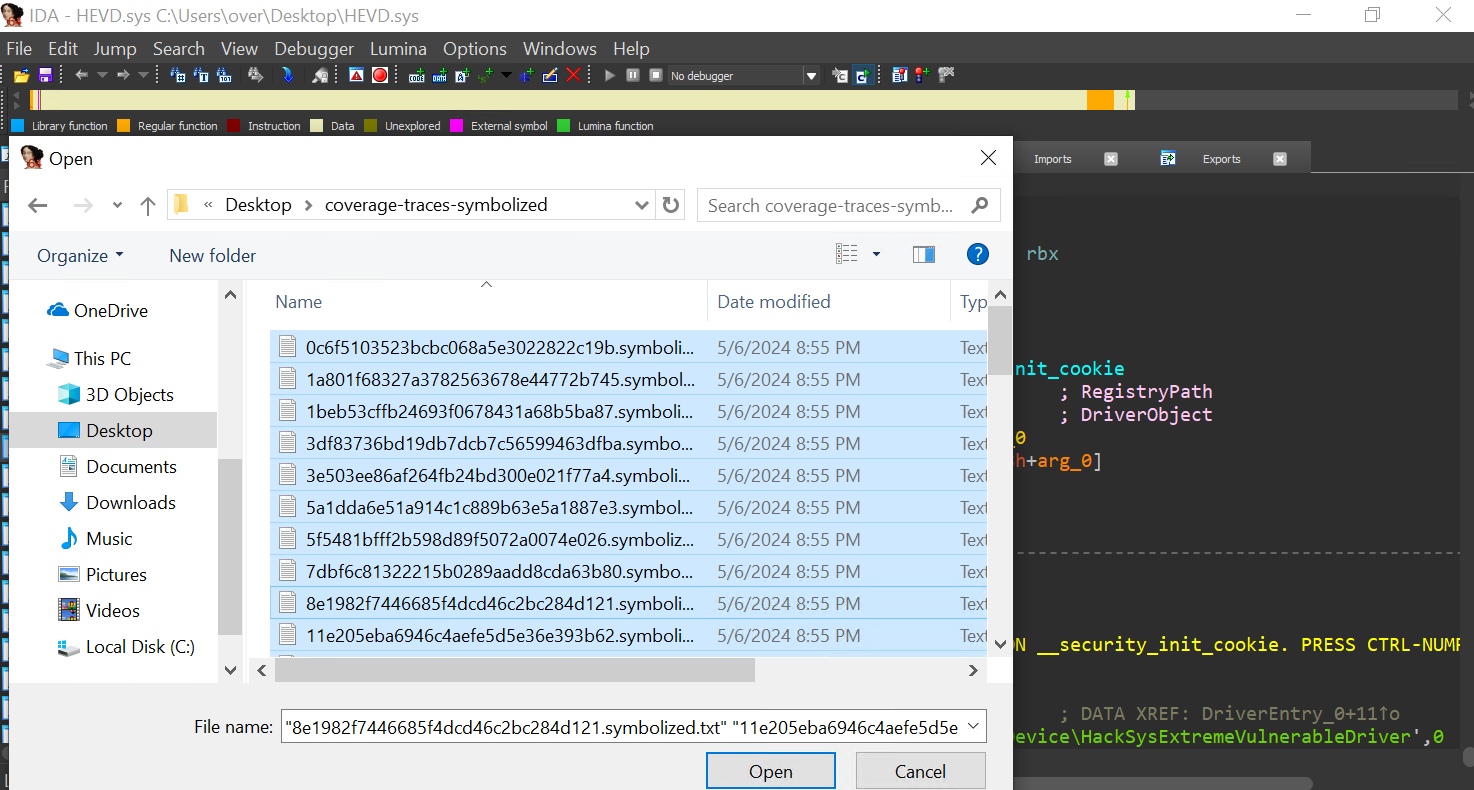 IDA - HEVD.sys C:\Users\over\Desktop\HEVD.sys
File Edit Jump Search View Debugger Lumina Options Windows Help
No debugger
Library function Regular function Instruction Data Unexplored External symbol Lumina function
Open
Imports Exports
« Desktop › coverage-traces-symbolized
Search coverage-traces-symb...
Organize New folder
?
rbx
OneDrive
This PC
3D Objects
Desktop
Documents
Downloads
Music
Pictures
Videos
Local Disk (C:)
Name Date modified Typ
0c6f5103523bcbc068a5e3022822c19b.symboli... 5/6/2024 8:55 PM Text
1a801f68327a3782563678e44772b745.symbol... 5/6/2024 8:55 PM Text
1beb53cffb24693f0678431a68b5ba87.symboli... 5/6/2024 8:55 PM Text
3df83736bd19db7dcb7c56599463dfba.symbo... 5/6/2024 8:55 PM Text
3e503ee86af264fb24bd300e021f77a4.symboli... 5/6/2024 8:55 PM Text
5a1dda6e51a914c1c889b63e5a1887e3.symbol... 5/6/2024 8:55 PM Text
5f5481bfff2b598d89f5072a0074e026.symboliz... 5/6/2024 8:55 PM Text
7dbf6c81322215b0289aadd8cda63b80.symbo... 5/6/2024 8:55 PM Text
8e1982f7446685f4dcd46c2bc284d121.symboli... 5/6/2024 8:55 PM Text
11e205eba6946c4aefe5d5e36e393b62.symboli... 5/6/2024 8:55 PM Text
nit_cookie
; RegistryPath
; DriverObject
_0
h+arg_0]
ON __security_init_cookie. PRESS CTRL-NUMP
; DATA XREF: DriverEntry_0+11↑o
evice\HackSysExtremeVulnerableDriver',0
File name: "8e1982f7446685f4dcd46c2bc284d121.symbolized.txt" "11e205eba6946c4aefe5d5e
Open Cancel